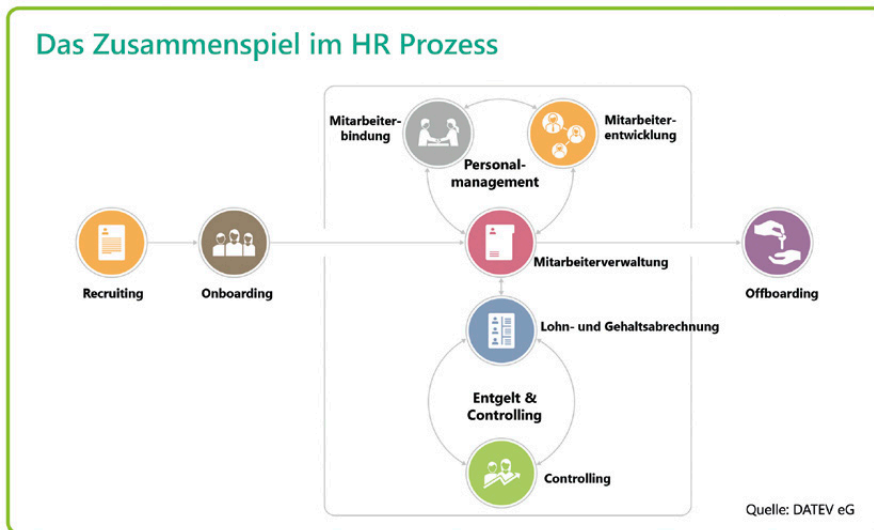 Das Zusammenspiel im HR Prozess
Mitarbeiter-
bindung
Mitarbeiter-
entwicklung
Personal-
management
Recruiting
Onboarding
Mitarbeiterverwaltung
Offboarding
Lohn- und Gehaltsabrechnung
Entgelt &
Controlling
Controlling
Quelle: DATEV eG